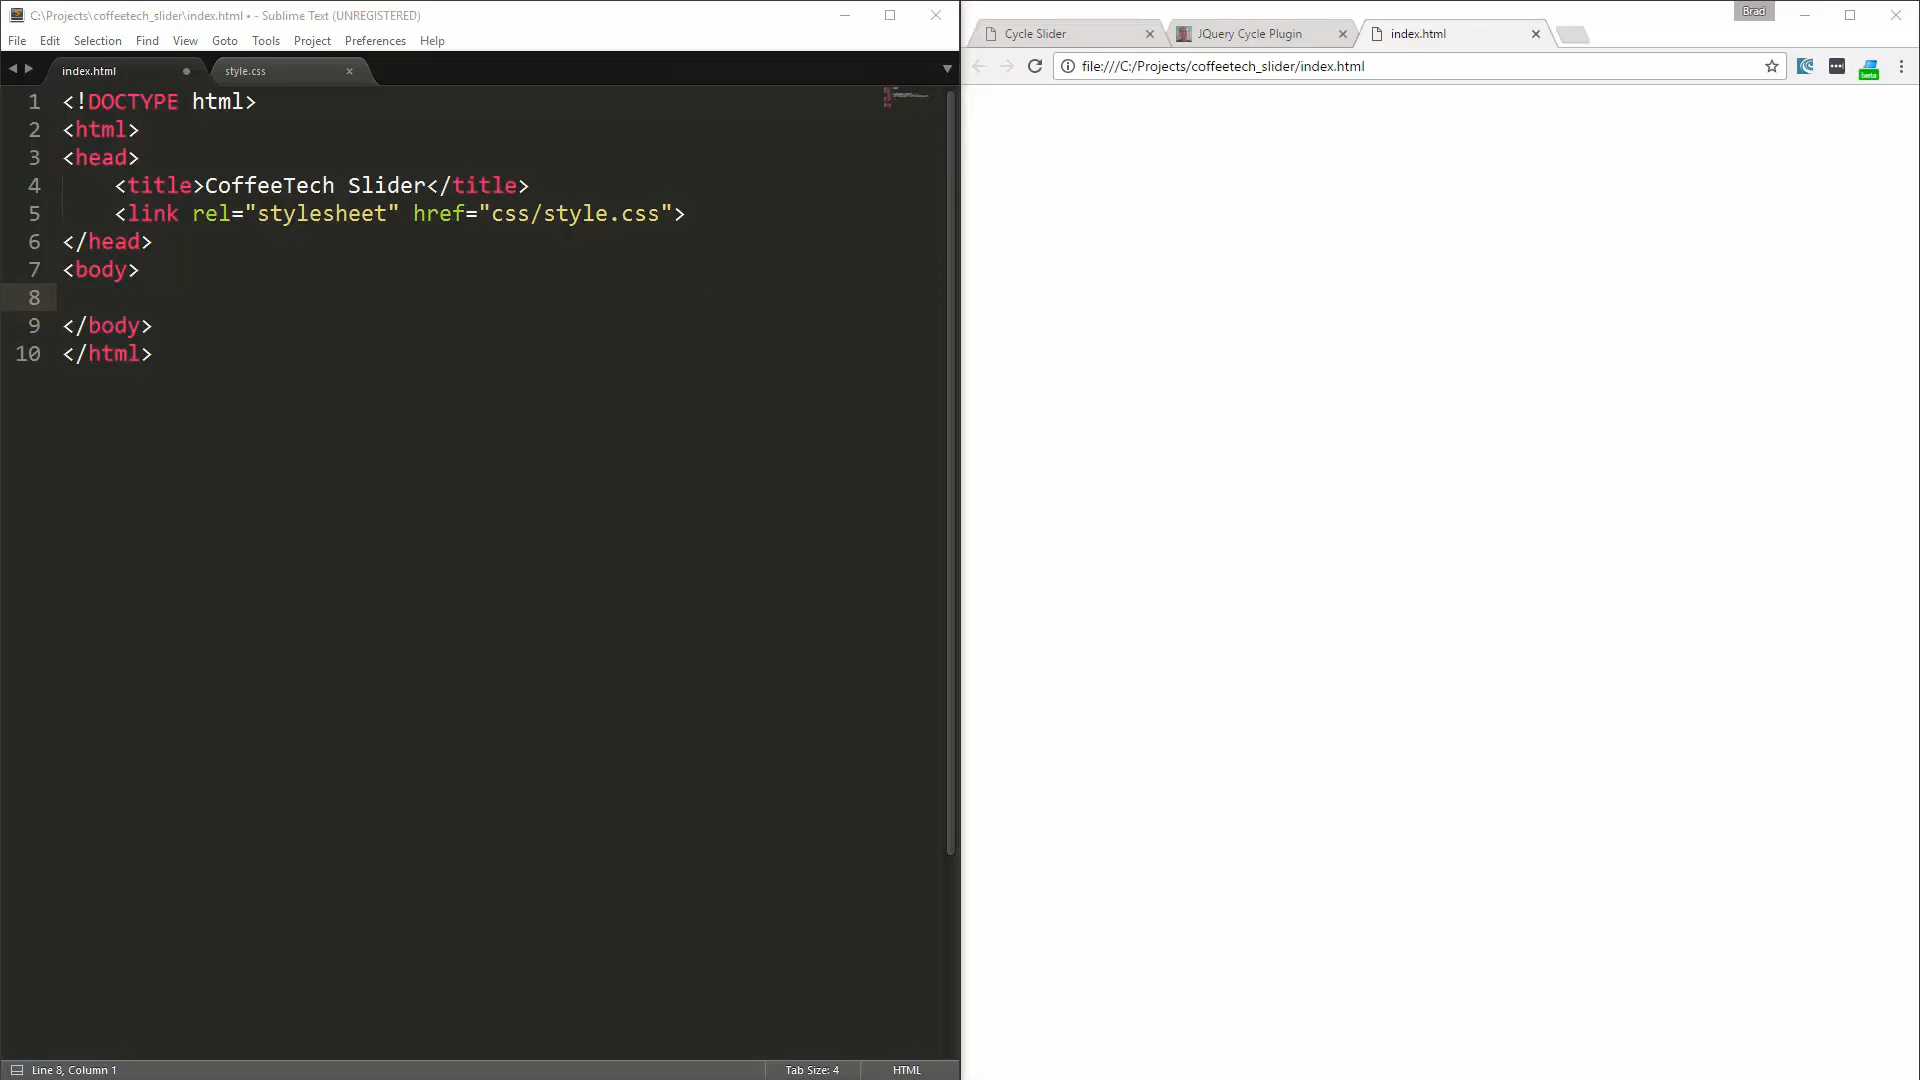 C:\Projects\coffeetech_slider\index.html • - Sublime Text (UNREGISTERED)
File Edit Selection Find View Goto Tools Project Preferences Help
index.html style.css
1 <!DOCTYPE html>
2 <html>
3 <head>
4 <title>CoffeeTech Slider</title>
5 <link rel="stylesheet" href="css/style.css">
6 </head>
7 <body>
8
9 </body>
10 </html>
Line 8, Column 1 Tab Size: 4 HTML
Brad
Cycle Slider JQuery Cycle Plugin index.html
file:///C:/Projects/coffeetech_slider/index.html
beta